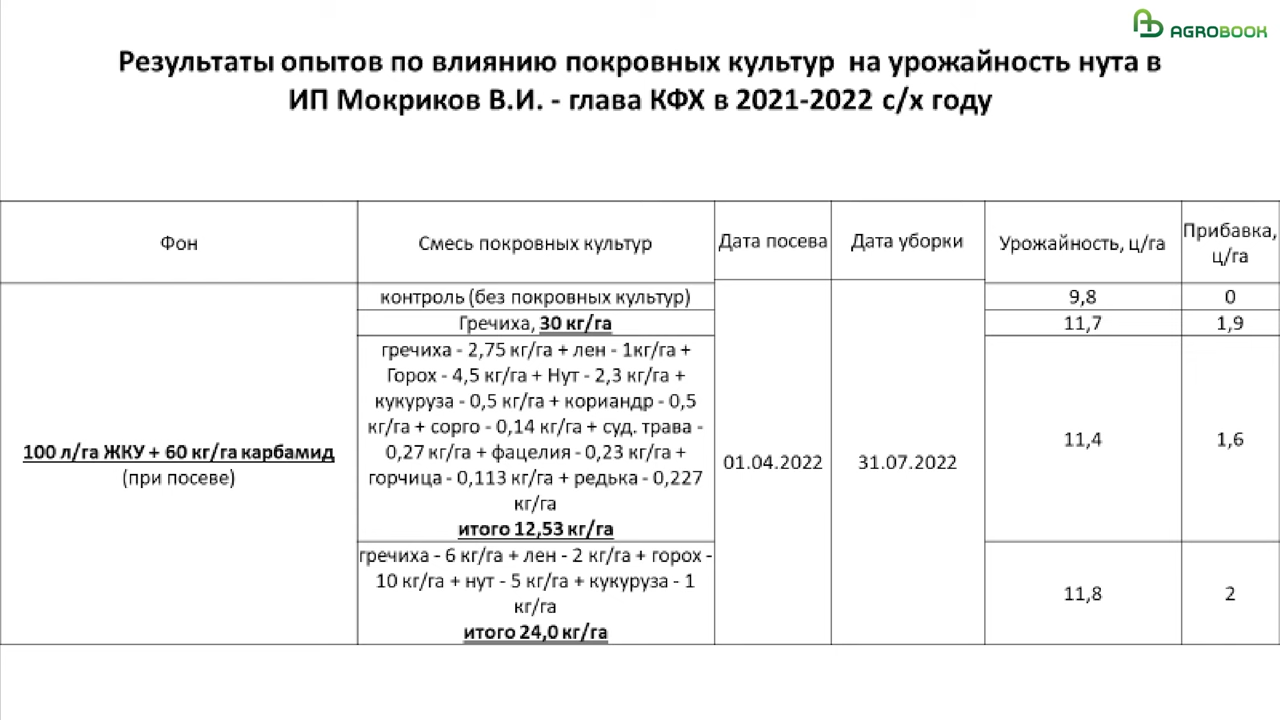 AGROBOOK
Результаты опытов по влиянию покровных культур на урожайность нута в
ИП Мокриков В.И. - глава КФХ в 2021-2022 с/х году
Фон
Смесь покровных культур
Дата посева
Дата уборки
Урожайность, ц/га
Прибавка,
ц/га
100 л/га ЖКУ + 60 кг/га карбамид
(при посеве)
контроль (без покровных культур)
9,8
0
Гречиха, 30 кг/га
11,7
1,9
гречиха - 2,75 кг/га + лен - 1кг/га +
Горох - 4,5 кг/га + Нут - 2,3 кг/га +
кукуруза - 0,5 кг/га + кориандр - 0,5
кг/га + сорго - 0,14 кг/га + суд. трава -
0,27 кг/га + фацелия - 0,23 кг/га +
горчица - 0,113 кг/га + редька - 0,227
кг/га
итого 12,53 кг/га
01.04.2022
31.07.2022
11,4
1,6
гречиха - 6 кг/га + лен - 2 кг/га + горох -
10 кг/га + нут - 5 кг/га + кукуруза - 1
кг/га
итого 24,0 кг/га
11,8
2